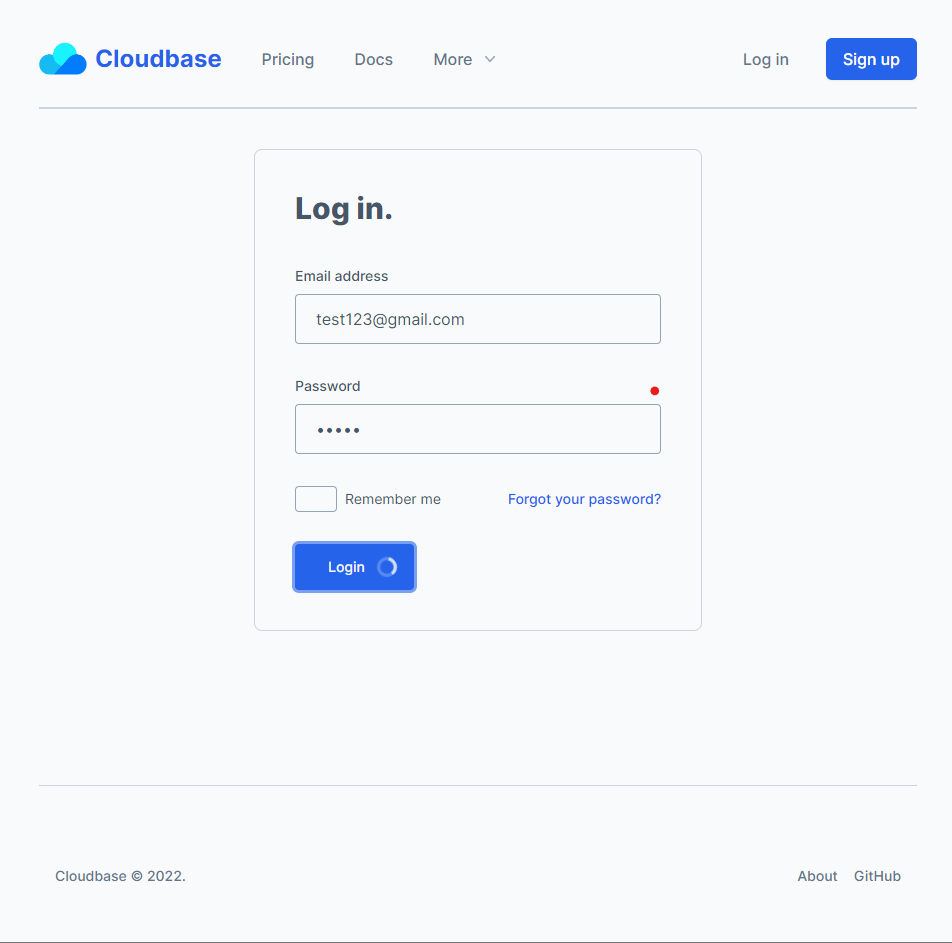 Cloudbase Pricing Docs More Log in Sign up
Log in.
Email address
test123@gmail.com
Password
•••••
Remember me Forgot your password?
Login
Cloudbase © 2022. About GitHub